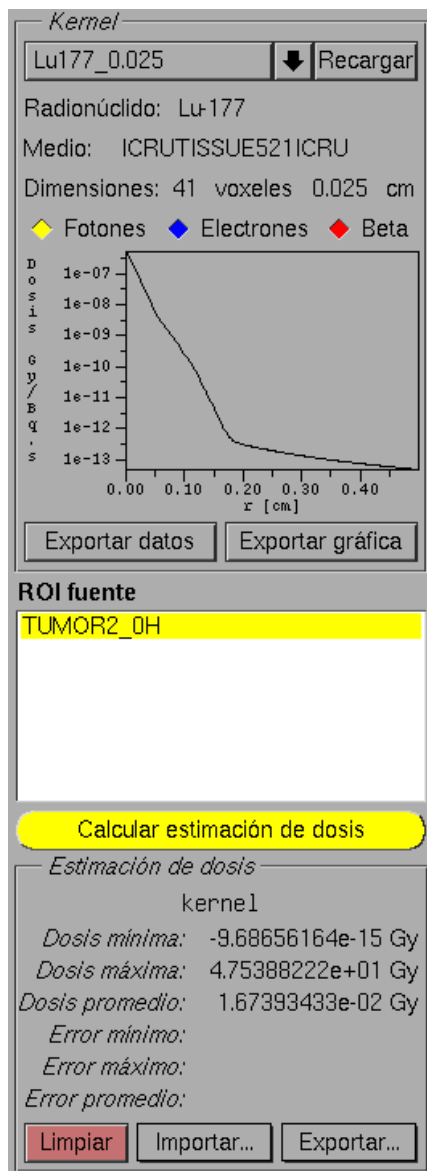 Kernel
Lu177_0.025 Recargar
Radionúclido: Lu-177
Medio: ICRUTISSUE521ICRU
Dimensiones: 41 voxeles 0.025 cm
Fotones Electrones Beta
Dosis Gy/Bq.s
1e-07
1e-08
1e-09
1e-10
1e-11
1e-12
1e-13
0.00 0.10 0.20 0.30 0.40
r [cm]
Exportar datos Exportar gráfica
ROI fuente
TUMOR2_0H
Calcular estimación de dosis
Estimación de dosis
kernel
Dosis mínima: -9.68656164e-15 Gy
Dosis máxima: 4.75388222e+01 Gy
Dosis promedio: 1.67393433e-02 Gy
Error mínimo:
Error máximo:
Error promedio:
Limpiar Importar... Exportar...